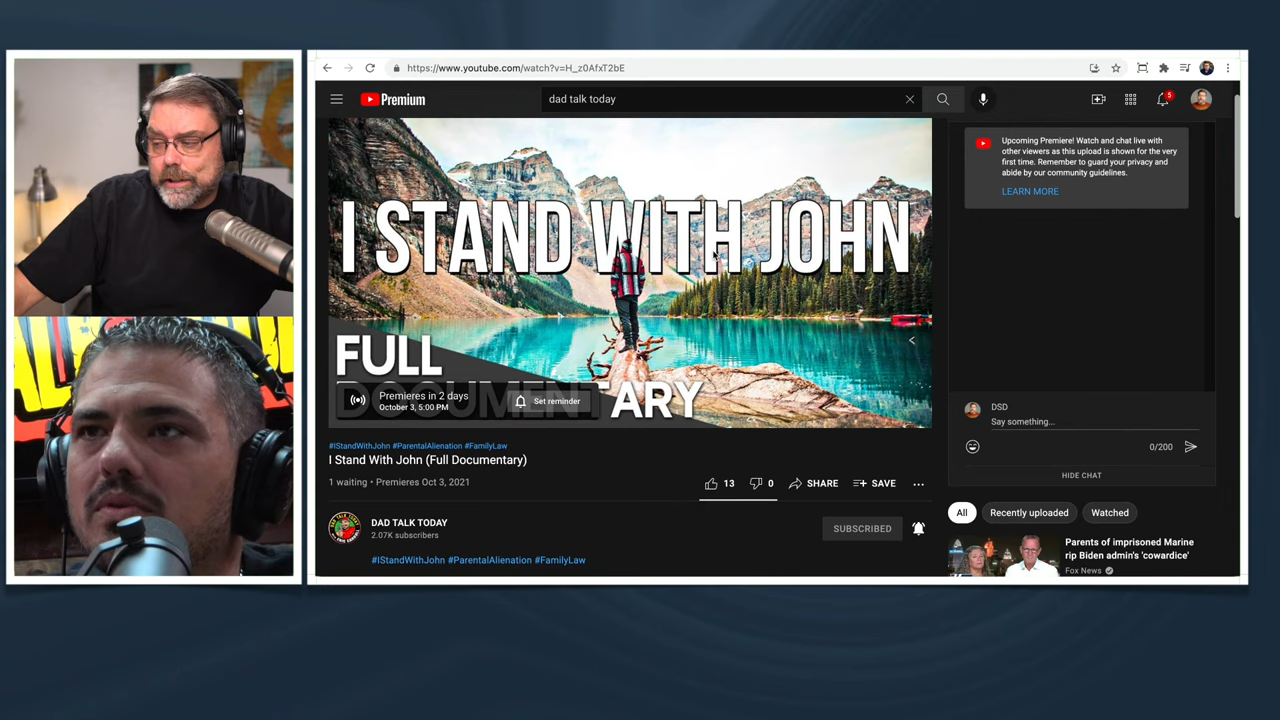 https://www.youtube.com/watch?v=H_z0AfxT2bE
Premium
dad talk today
5
I STAND WITH JOHN
FULL
DOCUMENTARY
Premieres in 2 days
October 3, 5:00 PM
Set reminder
#IStandWithJohn #ParentalAlienation #FamilyLaw
I Stand With John (Full Documentary)
1 waiting • Premieres Oct 3, 2021
13
0
SHARE
SAVE
DAD TALK TODAY
2.07K subscribers
SUBSCRIBED
#IStandWithJohn #ParentalAlienation #FamilyLaw
Upcoming Premiere! Watch and chat live with
other viewers as this upload is shown for the very
first time. Remember to guard your privacy and
abide by our community guidelines.
LEARN MORE
DSD
Say something...
0/200
HIDE CHAT
All
Recently uploaded
Watched
Parents of imprisoned Marine
rip Biden admin's 'cowardice'
Fox News